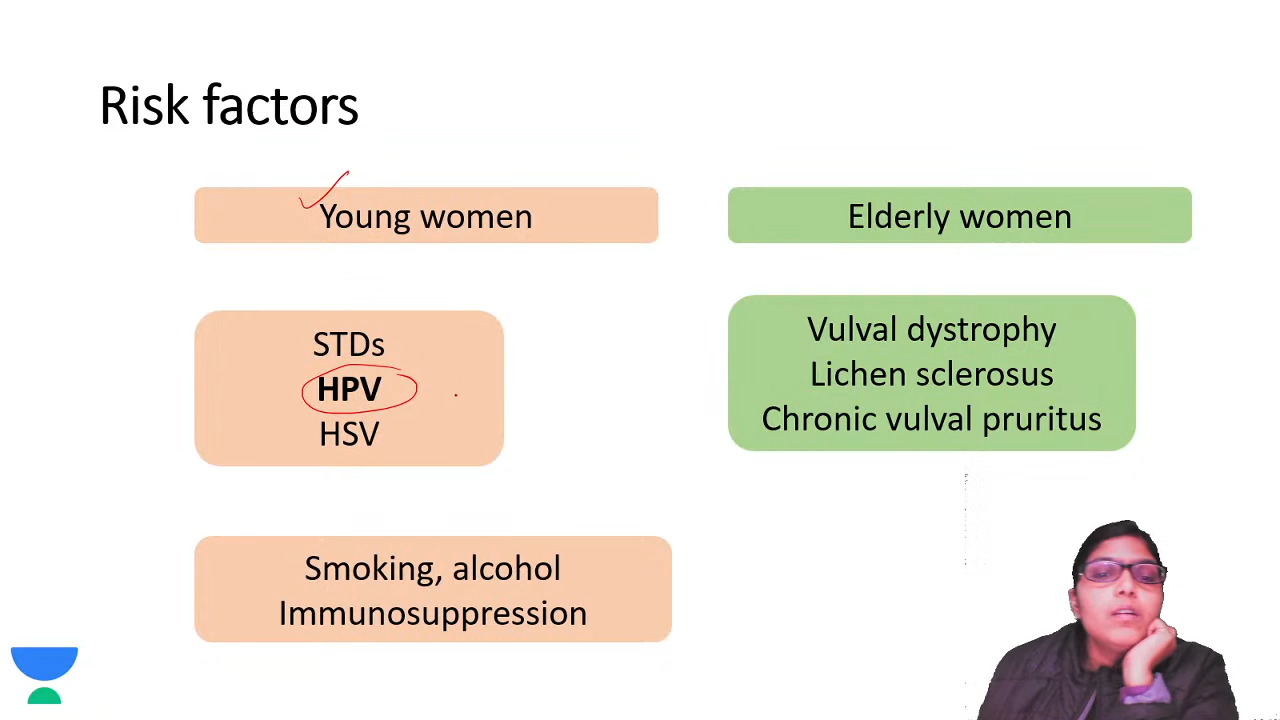 Risk factors
Young women
Elderly women
STDs
HPV
HSV
Vulval dystrophy
Lichen sclerosus
Chronic vulval pruritus
Smoking, alcohol
Immunosuppression